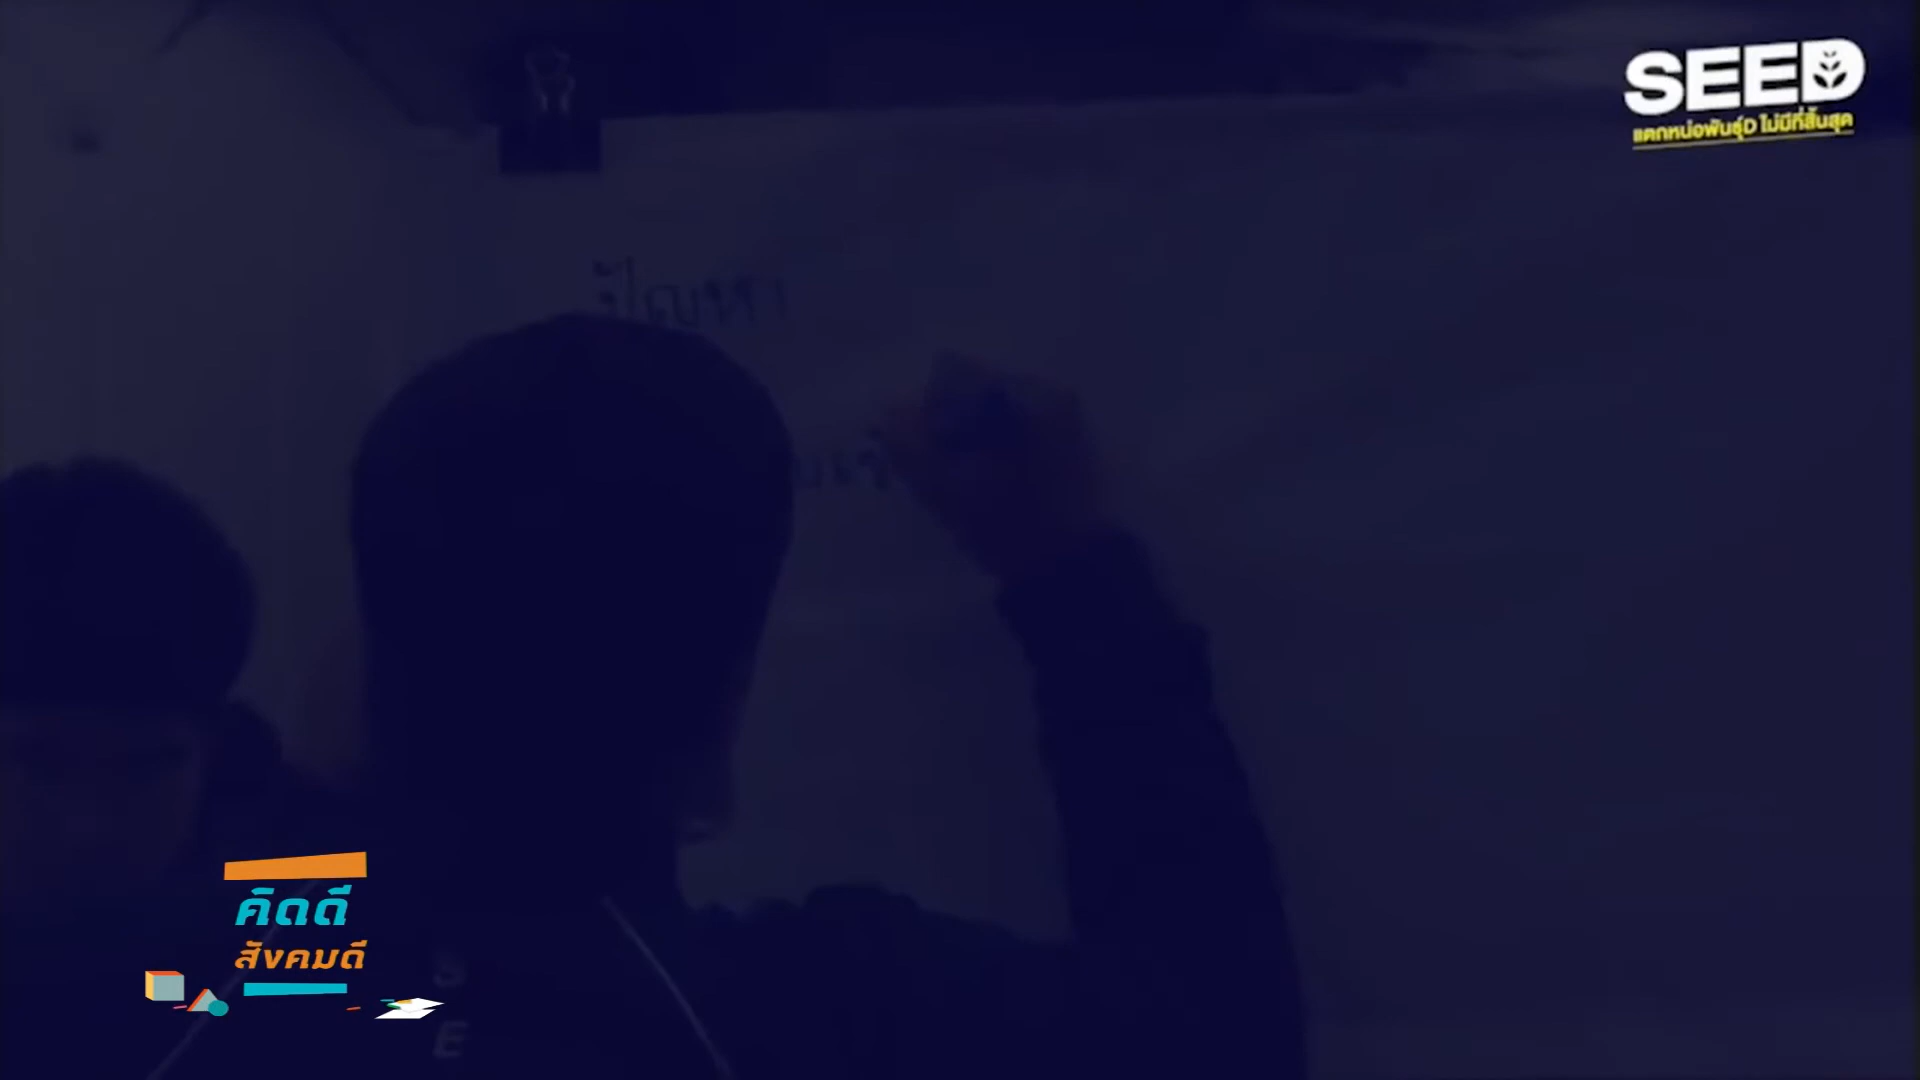 SEED
แตกหน่อพันธุ์D ไม่มีที่สิ้นสุด
ปัญหา
คิดดี
สังคมดี
S
E